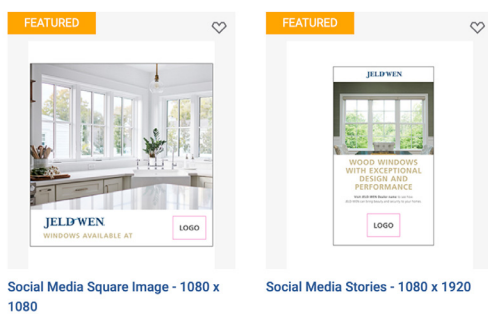 FEATURED
JELD-WEN
WINDOWS AVAILABLE AT
LOGO
Social Media Square Image - 1080 x
1080
FEATURED
JELD-WEN
WOOD WINDOWS
WITH EXCEPTIONAL
DESIGN AND
PERFORMANCE
LOGO
Social Media Stories - 1080 x 1920